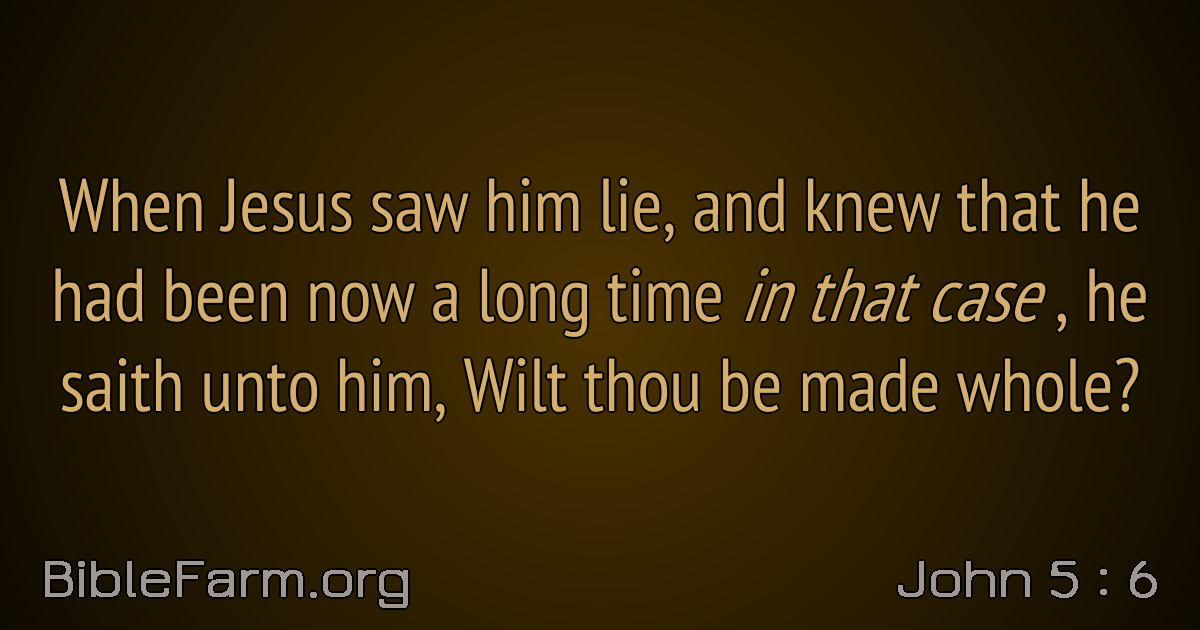 When Jesus saw him lie, and knew that he
had been now a long time in that case , he
saith unto him, Wilt thou be made whole?
BibleFarm.org
John 5 : 6